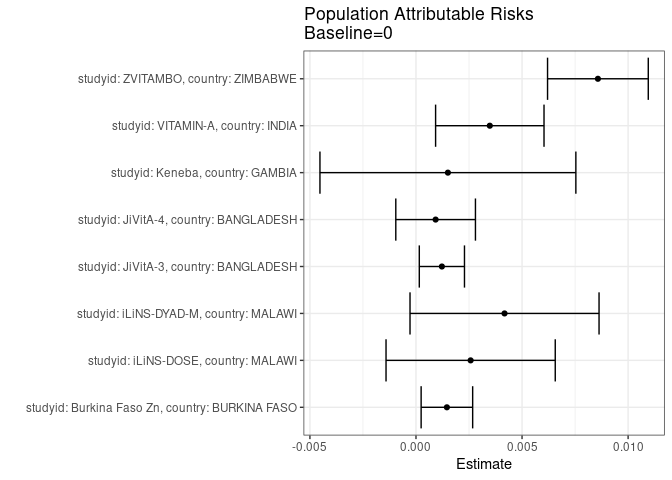 Population Attributable Risks
Baseline=0
studyid: ZVITAMBO, country: ZIMBABWE
studyid: VITAMIN-A, country: INDIA
studyid: Keneba, country: GAMBIA
studyid: JiVitA-4, country: BANGLADESH
studyid: JiVitA-3, country: BANGLADESH
studyid: iLiNS-DYAD-M, country: MALAWI
studyid: iLiNS-DOSE, country: MALAWI
studyid: Burkina Faso Zn, country: BURKINA FASO
-0.005 0.000 0.005 0.010
Estimate